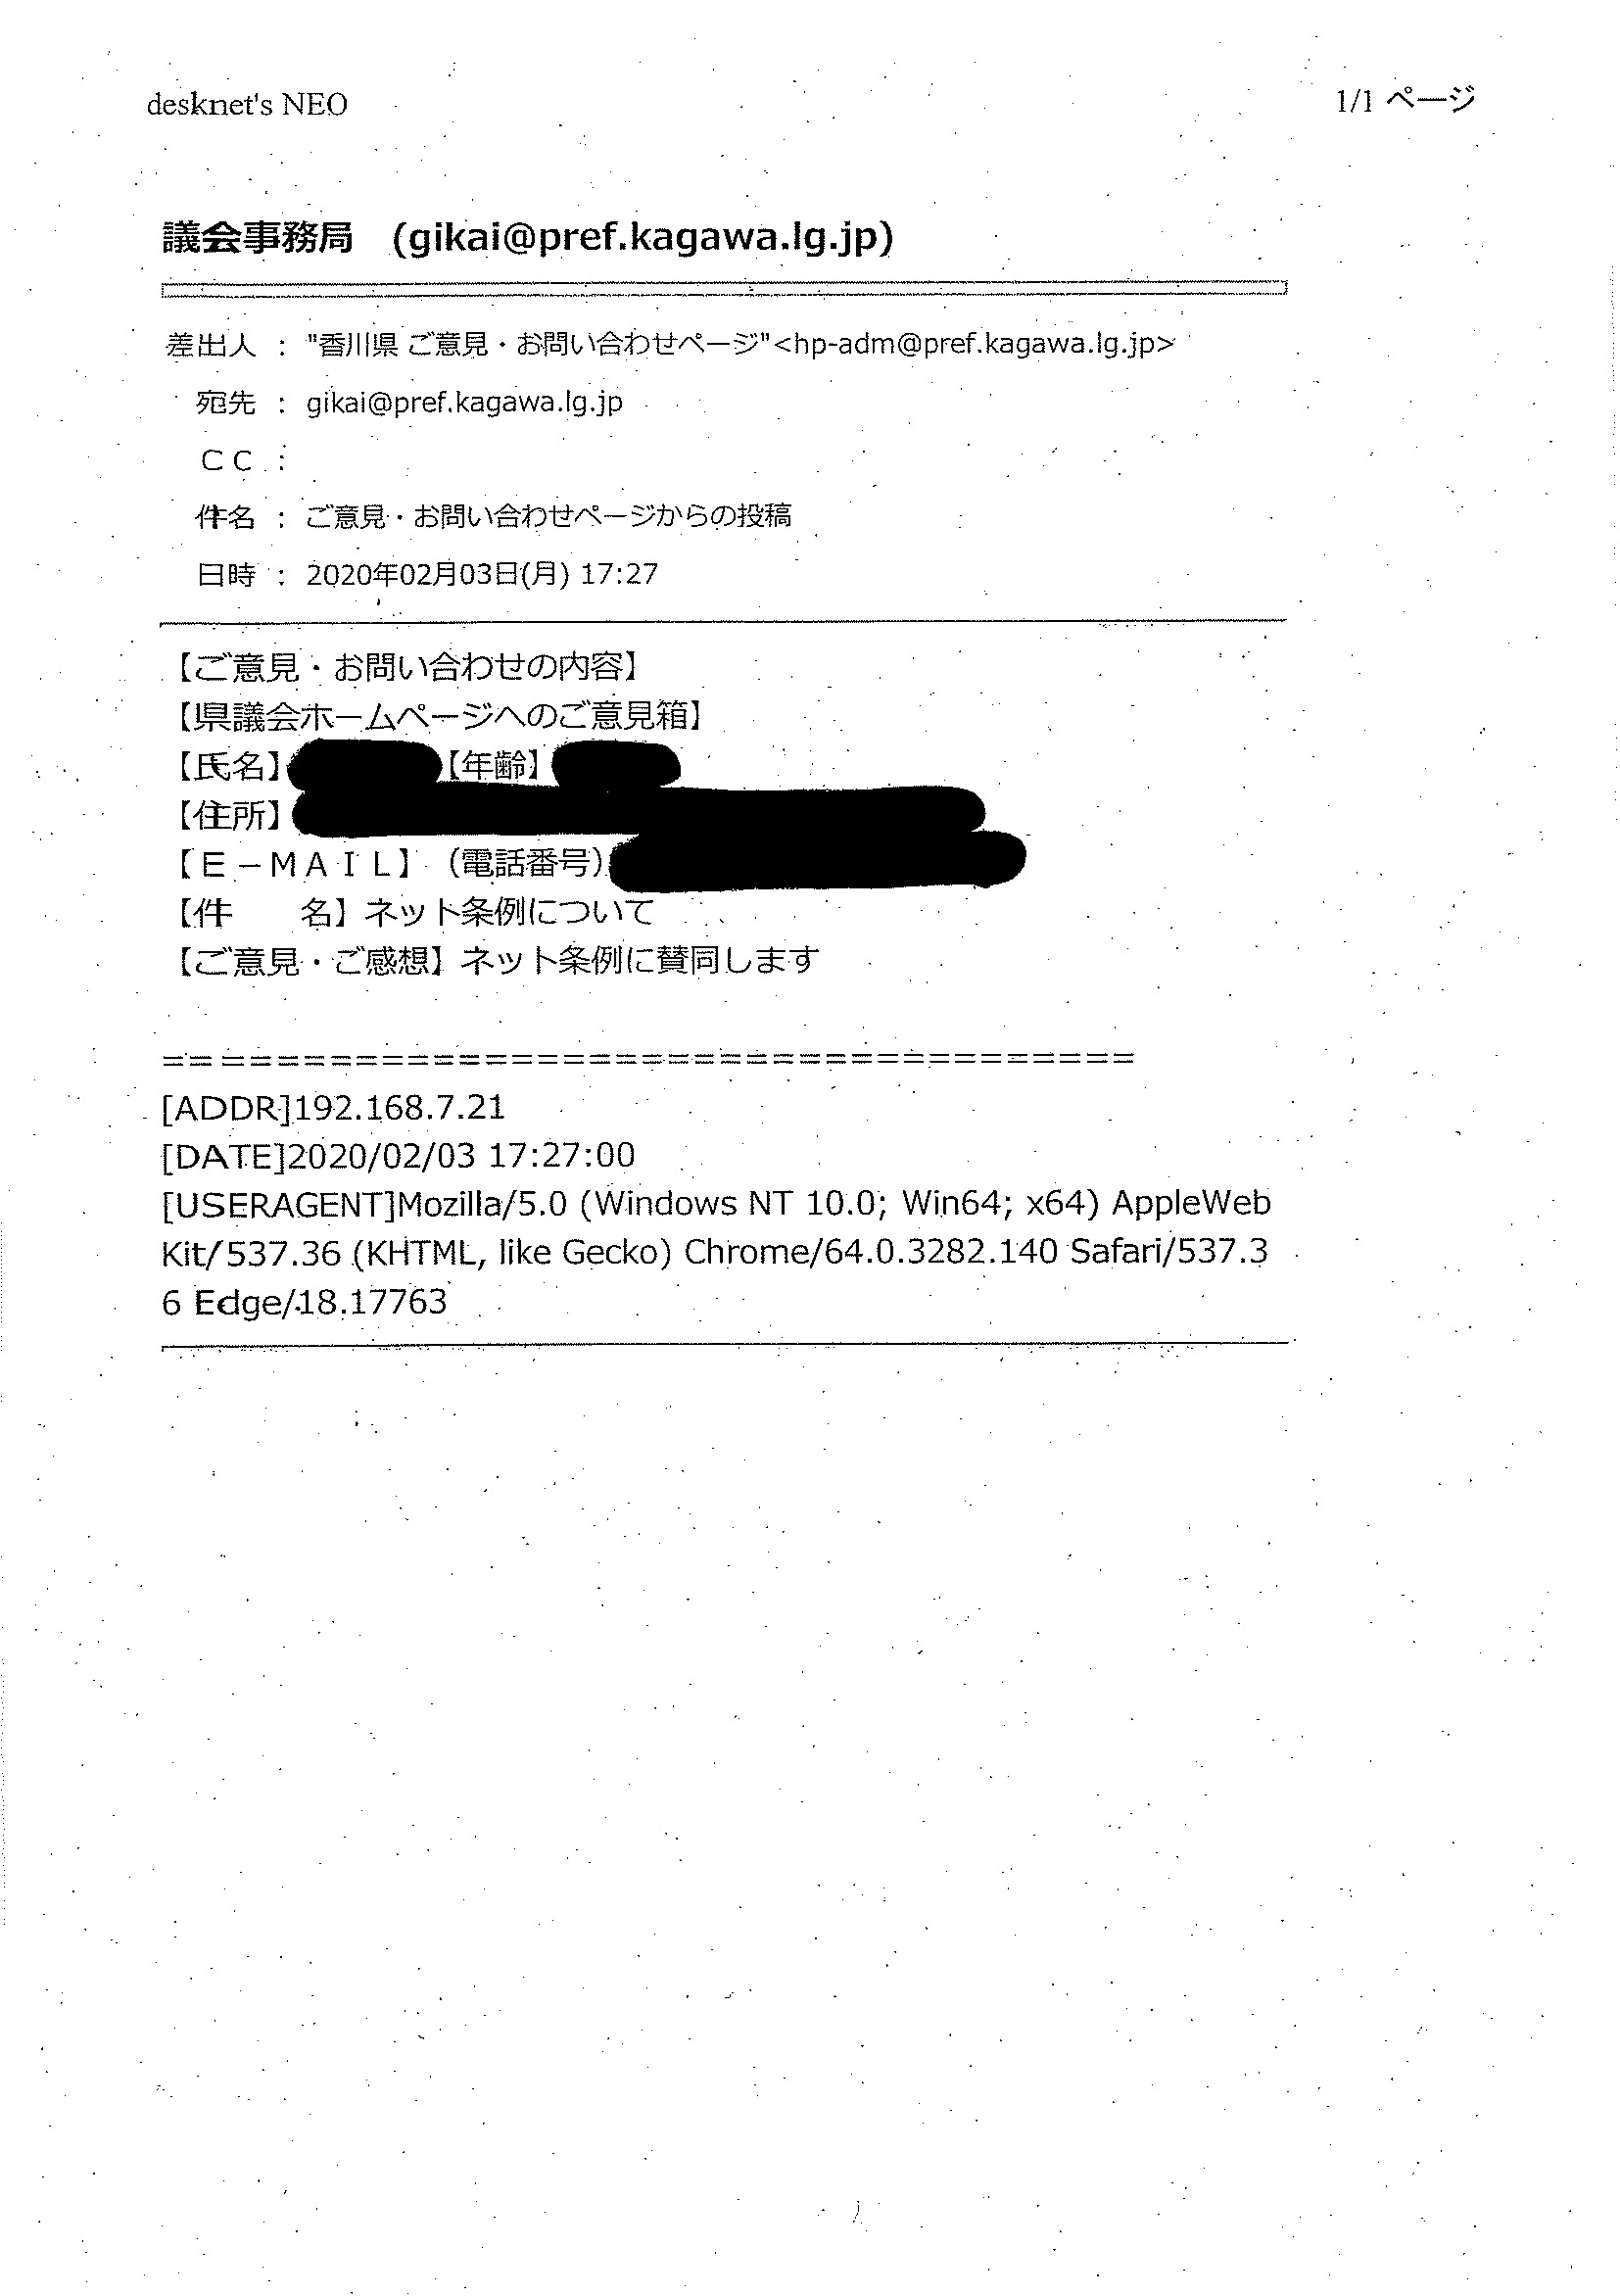 desknet's NEO
1/1 ページ
議会事務局　(gikai@pref.kagawa.lg.jp)
差出人 ： "香川県 ご意見・お問い合わせページ"<hp-adm@pref.kagawa.lg.jp>
宛先 ： gikai@pref.kagawa.lg.jp
ＣＣ ：
件名 ： ご意見・お問い合わせページからの投稿
日時 ： 2020年02月03日(月) 17:27
【ご意見・お問い合わせの内容】
【県議会ホームページへのご意見箱】
【氏名】【年齢】
【住所】
【Ｅ－ＭＡＩＬ】（電話番号）
【件　　名】ネット条例について
【ご意見・ご感想】ネット条例に賛同します
======================================
[ADDR]192.168.7.21
[DATE]2020/02/03 17:27:00
[USERAGENT]Mozilla/5.0 (Windows NT 10.0; Win64; x64) AppleWeb
Kit/537.36 (KHTML, like Gecko) Chrome/64.0.3282.140 Safari/537.3
6 Edge/18.17763